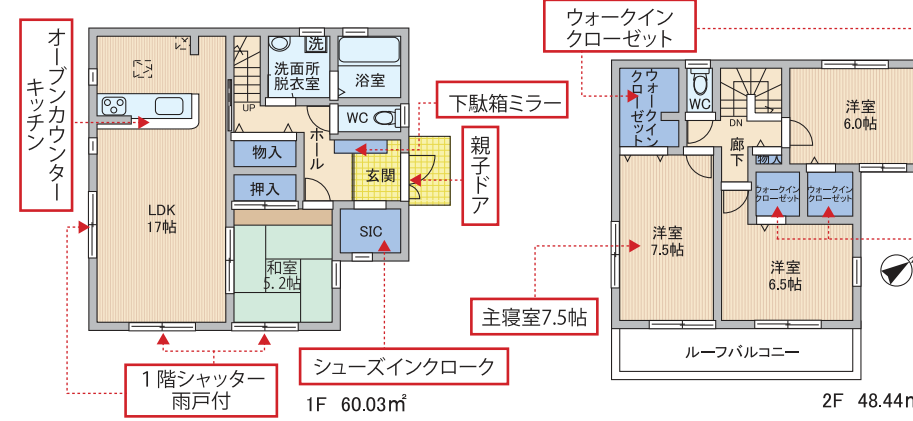 オープンカウンター
キッチン
洗
洗面所
脱衣室
浴室
UP
WC
物入
ホール
押入
玄関
LDK
17帖
和室
5.2帖
SIC
下駄箱ミラー
親子ドア
1階シャッター
雨戸付
シューズインクローク
1F 60.03㎡
ウォークイン
クローゼット
ウォークイン
クローゼット
WC
DN
廊下
物入
洋室
6.0帖
ウォークイン
クローゼット
ウォークイン
クローゼット
洋室
7.5帖
洋室
6.5帖
主寝室7.5帖
ルーフバルコニー
2F 48.44m